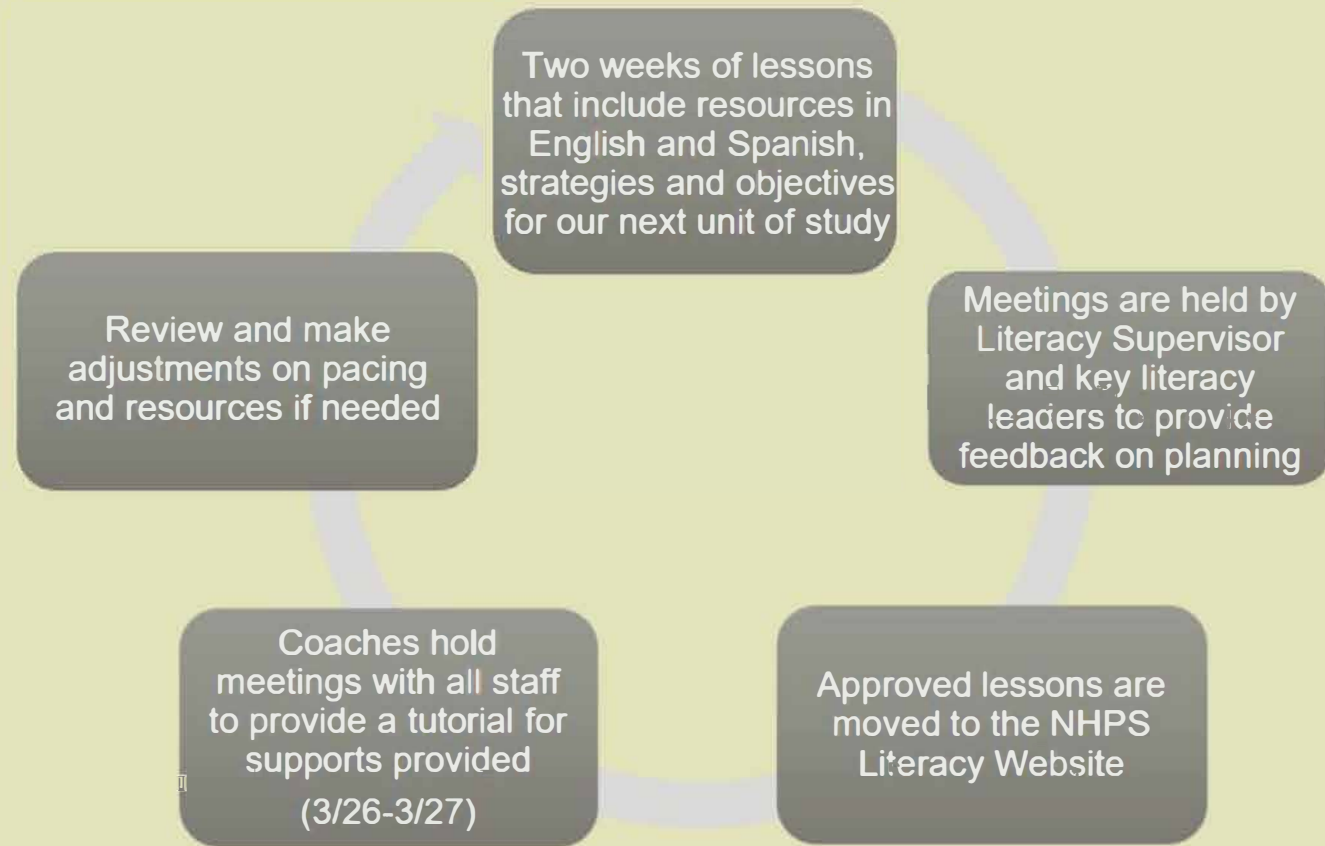 Two weeks of lessons
that include resources in
English and Spanish,
strategies and objectives
for our next unit of study
Meetings are held by
Literacy Supervisor
and key literacy
leaders to provide
feedback on planning
Approved lessons are
moved to the NHPS
Literacy Website
Coaches hold
meetings with all staff
to provide a tutorial for
supports provided
(3/26-3/27)
Review and make
adjustments on pacing
and resources if needed